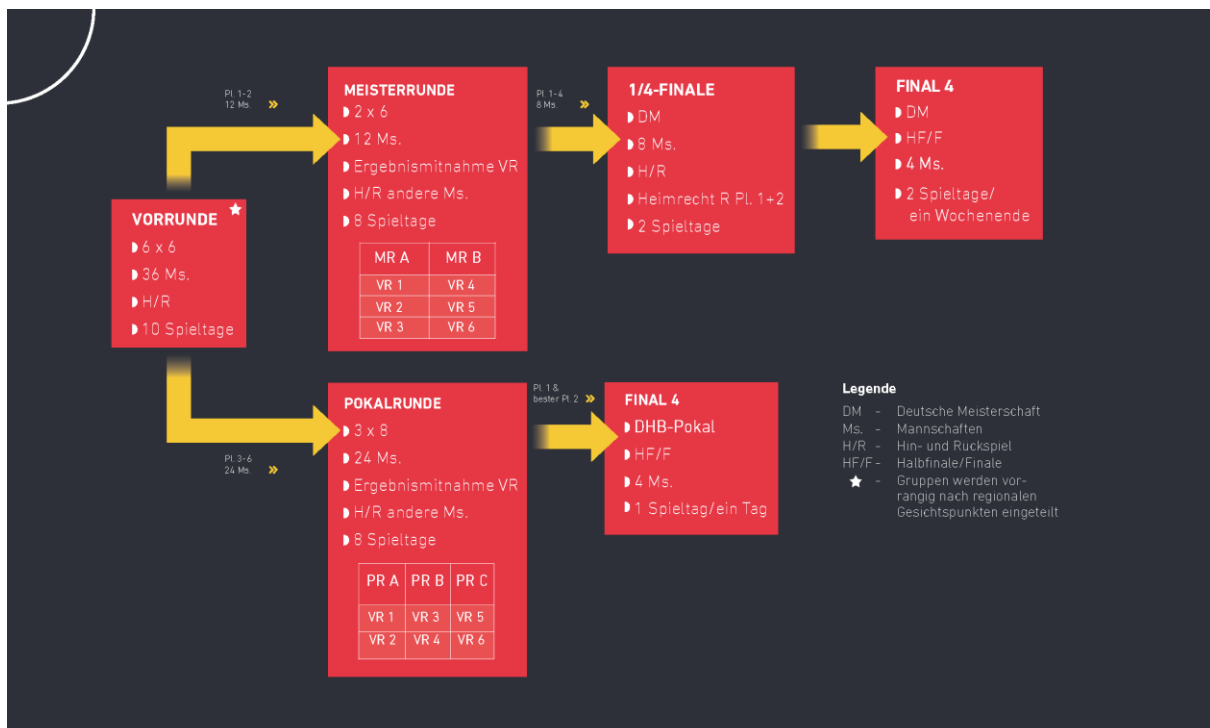 VORRUNDE
6 x 6
36 Ms.
H/R
10 Spieltage
Pl. 1-2
12 Ms.
MEISTERRUNDE
2 x 6
12 Ms.
Ergebnismitnahme VR
H/R andere Ms.
8 Spieltage
MR A MR B
VR 1 VR 4
VR 2 VR 5
VR 3 VR 6
Pl. 1-4
8 Ms.
1/4-FINALE
DM
8 Ms.
H/R
Heimrecht R Pl. 1+2
2 Spieltage
FINAL 4
DM
HF/F
4 Ms.
2 Spieltage/
ein Wochenende
Pl. 3-6
24 Ms.
POKALRUNDE
3 x 8
24 Ms.
Ergebnismitnahme VR
H/R andere Ms.
8 Spieltage
PR A PR B PR C
VR 1 VR 3 VR 5
VR 2 VR 4 VR 6
Pl. 1 &
bester Pl. 2
FINAL 4
DHB-Pokal
HF/F
4 Ms.
1 Spieltag/ein Tag
Legende
DM - Deutsche Meisterschaft
Ms. - Mannschaften
H/R - Hin- und Rückspiel
HF/F - Halbfinale/Finale
- Gruppen werden vor-
rangig nach regionalen
Gesichtspunkten eingeteilt